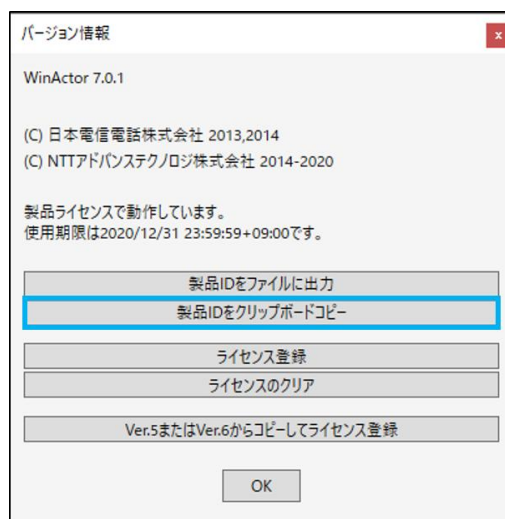 バージョン情報
x
WinActor 7.0.1
(C) 日本電信電話株式会社 2013,2014
(C) NTTアドバンステクノロジ株式会社 2014-2020
製品ライセンスで動作しています。
使用期限は2020/12/31 23:59:59+09:00です。
製品IDをファイルに出力
製品IDをクリップボードコピー
ライセンス登録
ライセンスのクリア
Ver.5またはVer.6からコピーしてライセンス登録
OK